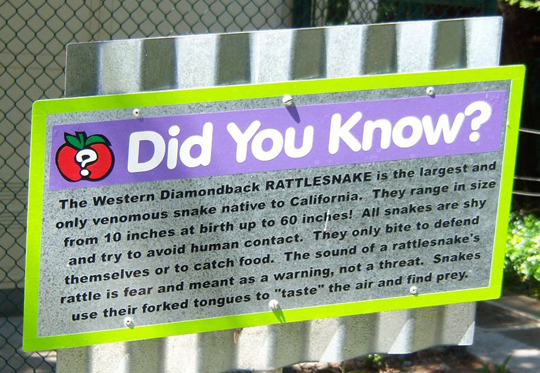 ?
Did You Know?
The Western Diamondback RATTLESNAKE is the largest and
only venomous snake native to California. They range in size
from 10 inches at birth up to 60 inches! All snakes are shy
and try to avoid human contact. They only bite to defend
themselves or to catch food. The sound of a rattlesnake's
rattle is fear and meant as a warning, not a threat. Snakes
use their forked tongues to "taste" the air and find prey.